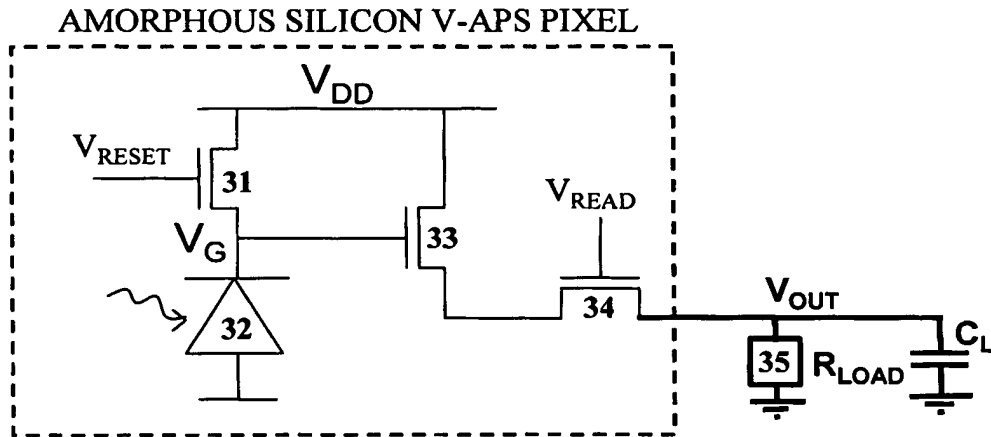 AMORPHOUS SILICON V-APS PIXEL
VDD
VRESET
31
VREAD
VG
33
32
34
VOUT
35
RLOAD
CL